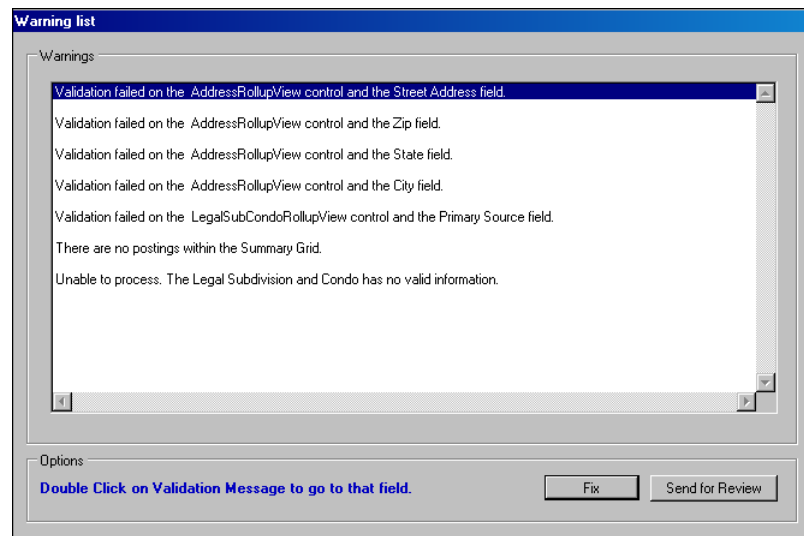 Warning list
Warnings
Validation failed on the AddressRollupView control and the Street Address field.
Validation failed on the AddressRollupView control and the Zip field.
Validation failed on the AddressRollupView control and the State field.
Validation failed on the AddressRollupView control and the City field.
Validation failed on the LegalSubCondoRollupView control and the Primary Source field.
There are no postings within the Summary Grid.
Unable to process. The Legal Subdivision and Condo has no valid information.
Options
Double Click on Validation Message to go to that field.
Fix
Send for Review